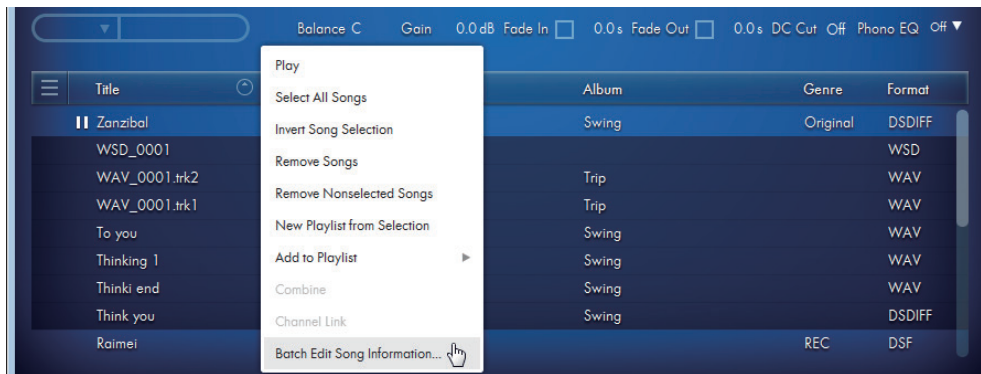 Balance C Gain 0.0 dB Fade In 0.0 s Fade Out 0.0 s DC Cut Off Phono EQ Off
Title Album Genre Format
Zanzibal Swing Original DSDIFF
WSD_0001 WSD
WAV_0001.trk2 Trip WAV
WAV_0001.trk1 Trip WAV
To you Swing WAV
Thinking 1 Swing WAV
Thinki end Swing WAV
Think you Swing DSDIFF
Raimei REC DSF
Play
Select All Songs
Invert Song Selection
Remove Songs
Remove Nonselected Songs
New Playlist from Selection
Add to Playlist
Combine
Channel Link
Batch Edit Song Information...